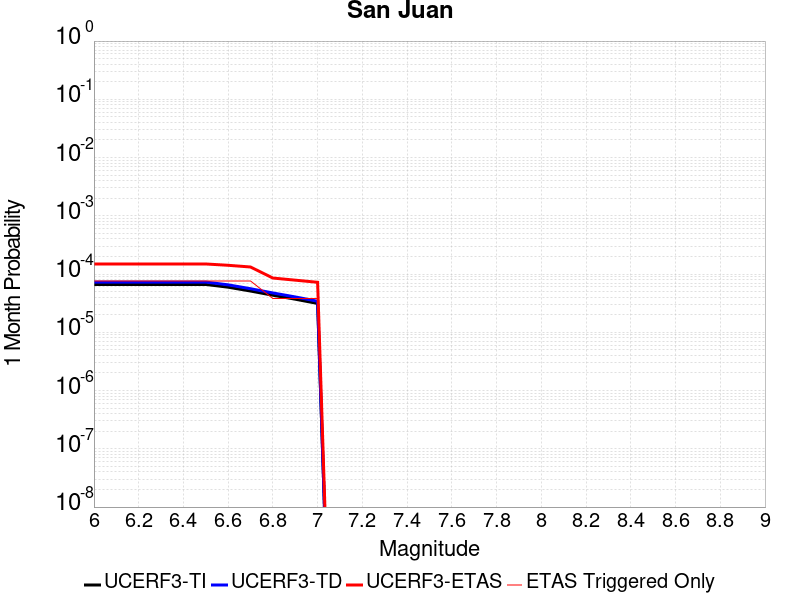 San Juan
10^0
10^-1
10^-2
10^-3
10^-4
10^-5
10^-6
10^-7
10^-8
1 Month Probability
6 6.2 6.4 6.6 6.8 7 7.2 7.4 7.6 7.8 8 8.2 8.4 8.6 8.8 9
Magnitude
UCERF3-TI UCERF3-TD UCERF3-ETAS ETAS Triggered Only